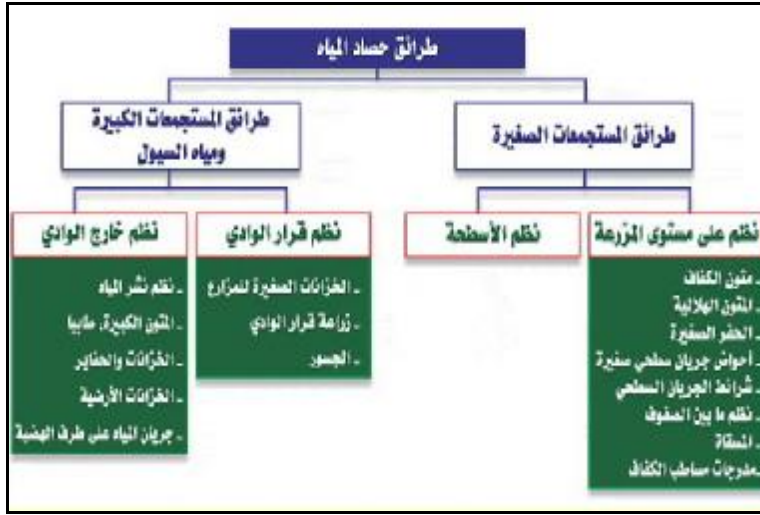 طرائق حصاد المياه
طرائق المستجمعات الصغيرة
طرائق المستجمعات الكبيرة
ومياه السيول
نظم على مستوى المزرعة
نظم الأسطحة
نظم قرار الوادي
نظم خارج الوادي
ـ متون الكفاف
ـ المتون الهلالية
ـ الحفر الصغيرة
ـ أحواض جريان سطحي صغيرة
ـ شرائط الجريان السطحي
ـ نظم ما بين الصفوف
ـ المسقاة
ـ مدرجات مساطب الكفاف
ـ الخزانات الصغيرة للمزارع
ـ زراعة قرار الوادي
ـ الجسور
ـ نظم نشر المياه
ـ المتون الكبيرة، طابيا
ـ الخزانات والحفاير
ـ الخزانات الأرضية
ـ جريان المياه على طرف الهضبة